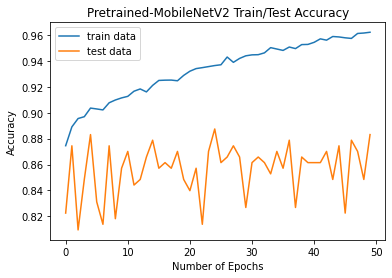 Pretrained-MobileNetV2 Train/Test Accuracy
train data
test data
0.96
0.94
0.92
0.90
0.88
0.86
0.84
0.82
Accuracy
0
10
20
30
40
50
Number of Epochs